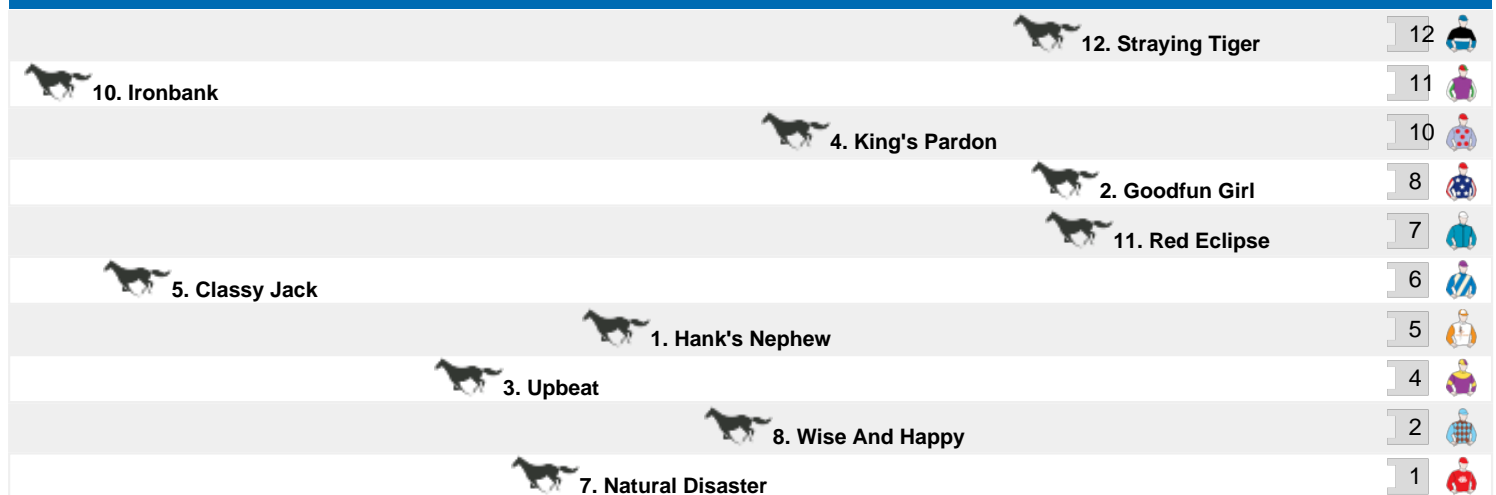 12. Straying Tiger 12
10. Ironbank 11
4. King's Pardon 10
2. Goodfun Girl 8
11. Red Eclipse 7
5. Classy Jack 6
1. Hank's Nephew 5
3. Upbeat 4
8. Wise And Happy 2
7. Natural Disaster 1